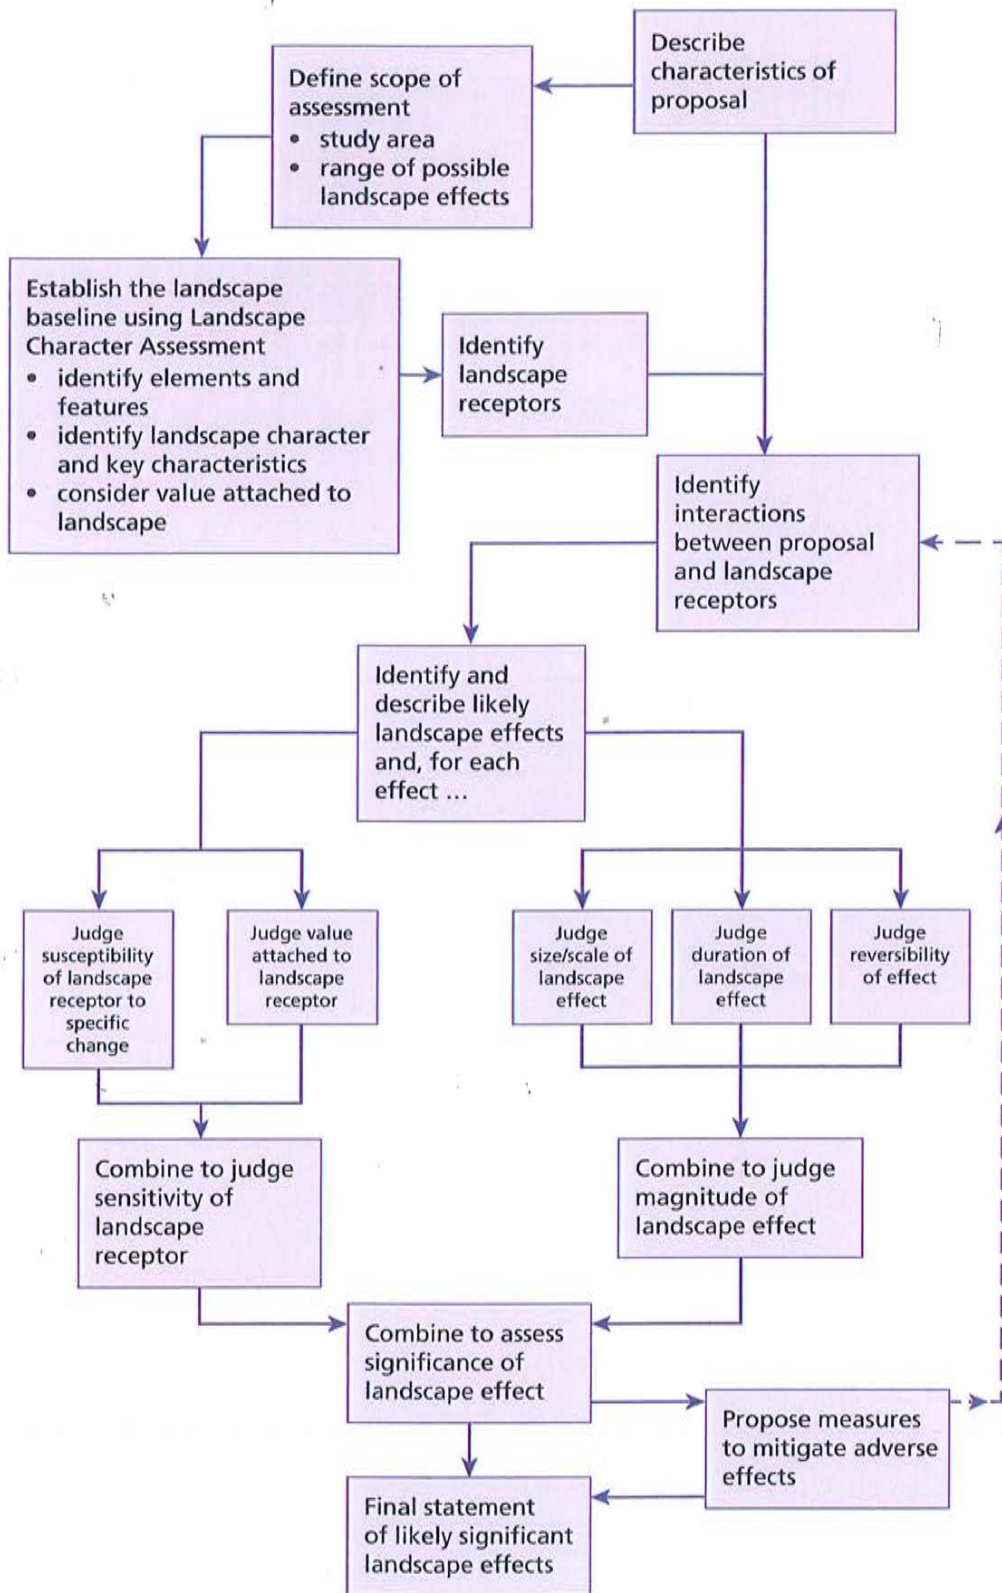 Describe
characteristics of
proposal
Define scope of
assessment
• study area
• range of possible
landscape effects
Establish the landscape
baseline using Landscape
Character Assessment
• identify elements and
features
• identify landscape character
and key characteristics
• consider value attached to
landscape
Identify
landscape
receptors
Identify
interactions
between proposal
and landscape
receptors
Identify and
describe likely
landscape effects
and, for each
effect ...
Judge
susceptibility
of landscape
receptor to
specific
change
Judge value
attached to
landscape
receptor
Judge
size/scale of
landscape
effect
Judge
duration of
landscape
effect
Judge
reversibility
of effect
Combine to judge
sensitivity of
landscape
receptor
Combine to judge
magnitude of
landscape effect
Combine to assess
significance of
landscape effect
Propose measures
to mitigate adverse
effects
Final statement
of likely significant
landscape effects